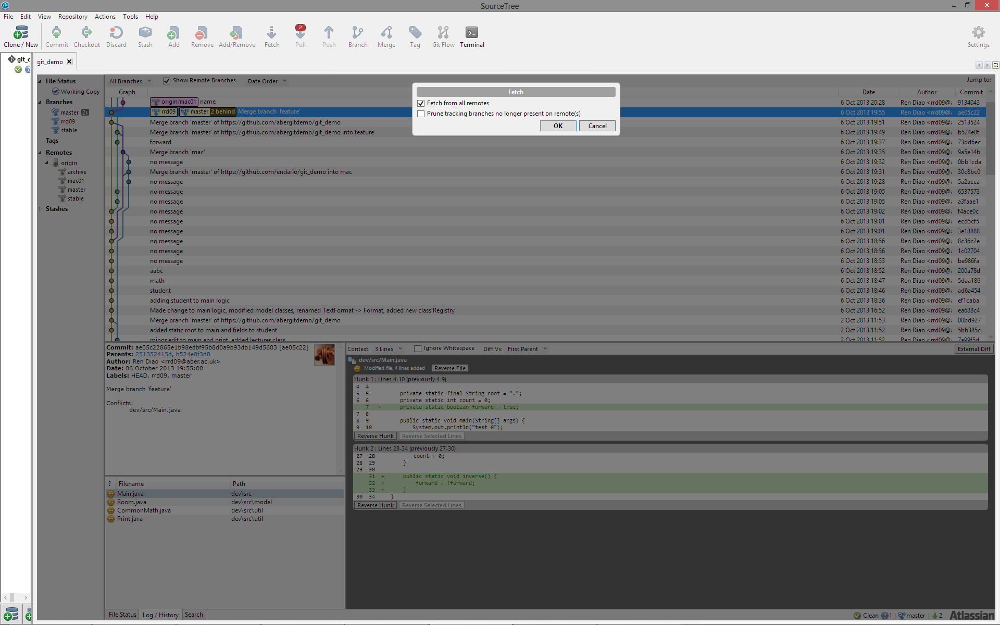 SourceTree
File Edit View Repository Actions Tools Help
Clone / New Commit Checkout Discard Stash Add Remove Add/Remove Fetch 2 Pull Push Branch Merge Tag Git Flow Terminal Settings
git_demo
File Status
Working Copy
Branches
master 2↓
rrd09
stable
Tags
Remotes
origin
archive
mac01
master
stable
Stashes
All Branches Show Remote Branches Date Order Jump to:
Graph Date Author Commit
Fetch
Fetch from all remotes
Prune tracking branches no longer present on remote(s)
OK Cancel
origin/mac01 name 6 Oct 2013 20:28 Ren Diao <rrd09@ 9134043
rrd09 master 2 behind Merge branch 'feature' 6 Oct 2013 19:55 Ren Diao <rrd09@ ae05c22
Merge branch 'master' of https://github.com/abergitdemo/git_demo 6 Oct 2013 19:51 Ren Diao <rrd09@ 2513524
Merge branch 'master' of https://github.com/abergitdemo/git_demo into feature 6 Oct 2013 19:49 Ren Diao <rrd09@ b524e8f
forward 6 Oct 2013 19:37 Ren Diao <rrd09@ 73dd6ec
Merge branch 'mac' 6 Oct 2013 19:35 Ren Diao <rrd09@ 9a5e14b
no message 6 Oct 2013 19:32 Ren Diao <rrd09@ 0bb1cda
Merge branch 'master' of https://github.com/endario/git_demo into mac 6 Oct 2013 19:31 Ren Diao <rrd09@ 30c8bc0
no message 6 Oct 2013 19:28 Ren Diao <rrd09@ 5a2acca
no message 6 Oct 2013 19:05 Ren Diao <rrd09@ 6537573
no message 6 Oct 2013 19:05 Ren Diao <rrd09@ a3faae1
no message 6 Oct 2013 19:02 Ren Diao <rrd09@ f4ace0c
no message 6 Oct 2013 19:01 Ren Diao <rrd09@ ecd5cf5
no message 6 Oct 2013 19:01 Ren Diao <rrd09@ 3e18888
no message 6 Oct 2013 18:56 Ren Diao <rrd09@ 8c36c2e
no message 6 Oct 2013 18:56 Ren Diao <rrd09@ 1c02704
no message 6 Oct 2013 18:53 Ren Diao <rrd09@ be986fa
aabc 6 Oct 2013 18:52 Ren Diao <rrd09@ 200a78d
math 6 Oct 2013 18:47 Ren Diao <rrd09@ 5daa186
student 6 Oct 2013 18:46 Ren Diao <rrd09@ ad6a454
adding student to main logic 6 Oct 2013 18:36 Ren Diao <rrd09@ ef1caba
Made change to main logic, modified model classes, renamed TextFormat -> Format, added new class Registry 6 Oct 2013 16:52 Ren Diao <rrd09@ ea688c4
Merge branch 'master' of https://github.com/abergitdemo/git_demo 2 Oct 2013 11:53 Ren Diao <rrd09@ 00bd927
added static root to main and fields to student 2 Oct 2013 11:52 Ren Diao <rrd09@ 5bb385c
minor edit to main and print, added lecturer class 2 Oct 2013 11:52 Ren Diao <rrd09@ 7a99f5d
Commit: ae05c22865e1b98edbf95b8d0a9b93db149d5603 [ae05c22]
Parents: 251352415d, b524e8f3d8
Author: Ren Diao <rrd09@aber.ac.uk>
Date: 06 October 2013 19:55:00
Labels: HEAD, rrd09, master
Merge branch 'feature'
Conflicts:
dev/src/Main.java
? Filename Path
Main.java dev\src
Room.java dev\src\model
CommonMath.java dev\src\util
Print.java dev\src\util
Context: 3 Lines Ignore Whitespace Diff Vs: First Parent External Diff
dev/src/Main.java
Modified file, 4 lines added Reverse File
Hunk 1 : Lines 4-10 (previously 4-9)
4 4
5 5 private static final String root = ".";
6 6 private static int count = 0;
7 + private static boolean forward = true;
7 8
8 9 public static void main(String[] args) {
9 10 System.out.println("test 0");
Reverse Hunk Reverse Selected Lines
Hunk 2 : Lines 28-34 (previously 27-30)
27 28 count = 0;
28 29 }
29 30
31 + public static void inverse() {
32 + forward = !forward;
33 + }
30 34 }
Reverse Hunk Reverse Selected Lines
File Status Log / History Search
Clean 1 master 2 Atlassian